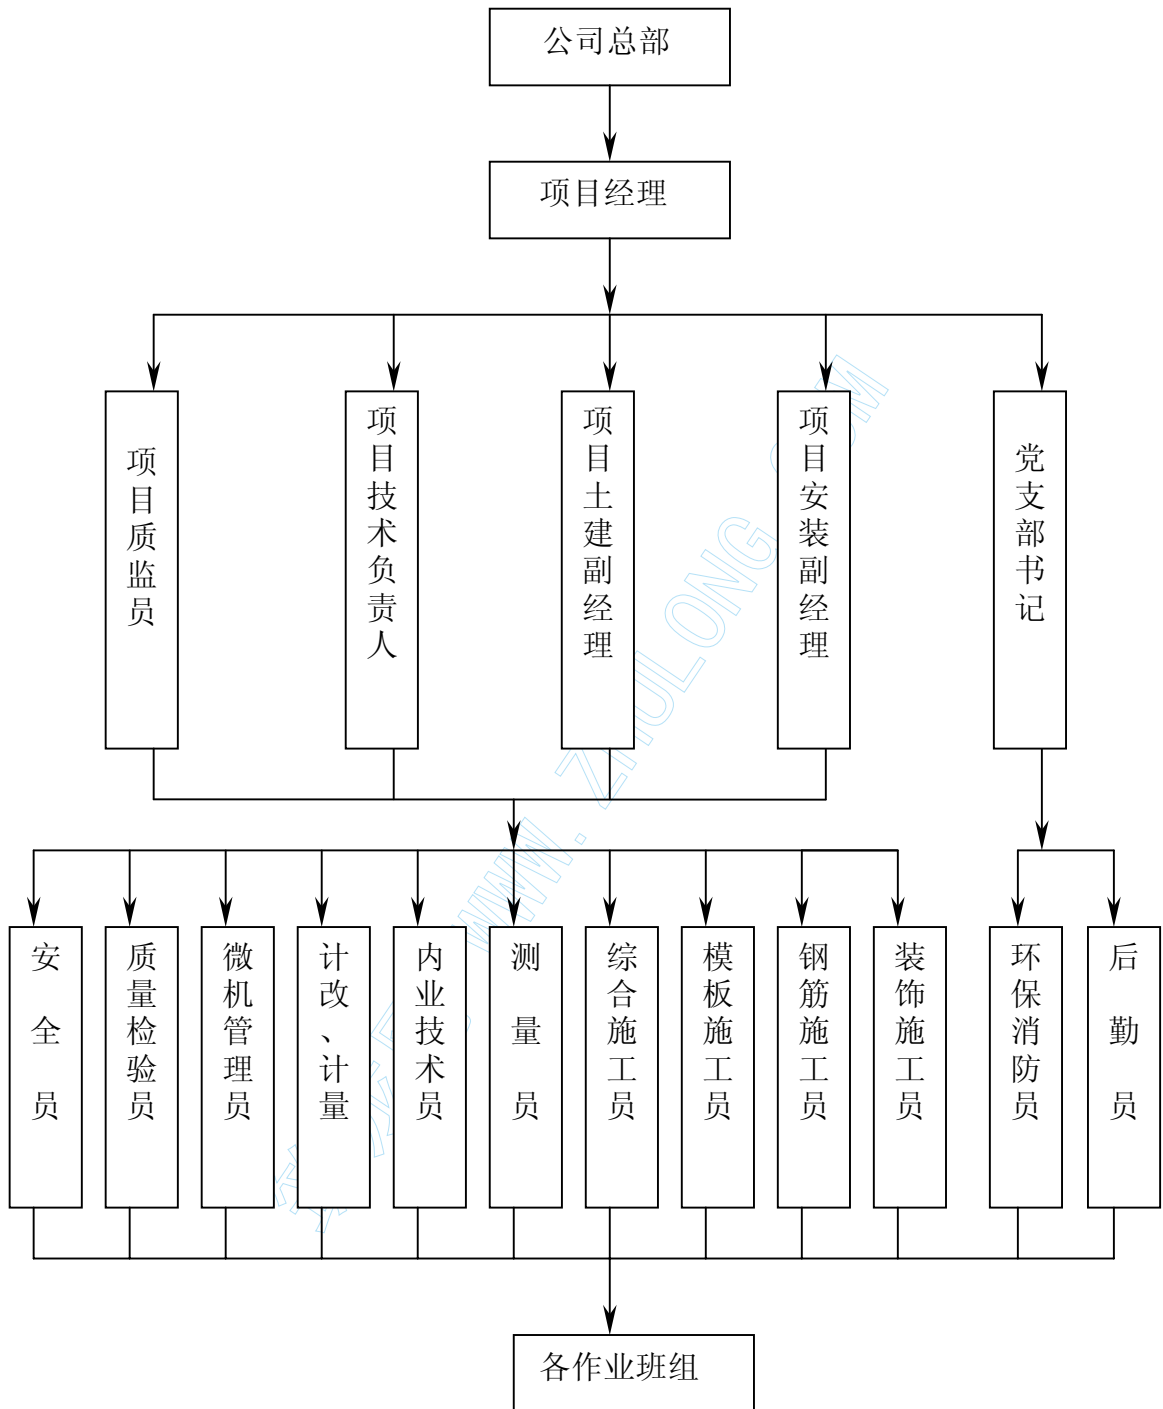 公司总部
项目经理
项目质监员
项目技术负责人
项目土建副经理
项目安装副经理
党支部书记
安全员
质量检验员
微机管理员
计改、计量
内业技术员
测量员
综合施工员
模板施工员
钢筋施工员
装饰施工员
环保消防员
后勤员
各作业班组